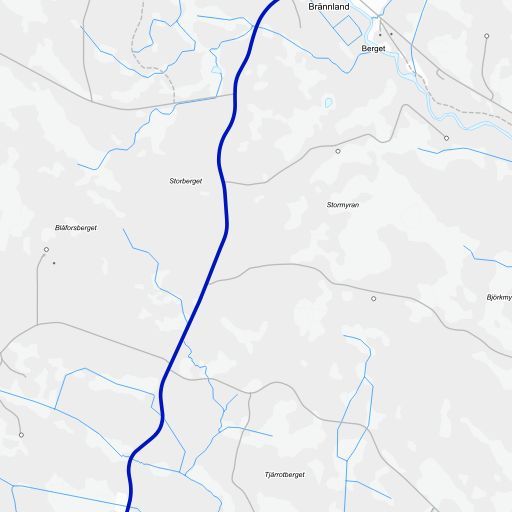 Brännland
Berget
Storberget
Stormyran
Blåforsberget
Björkmy
Tjärrotberget